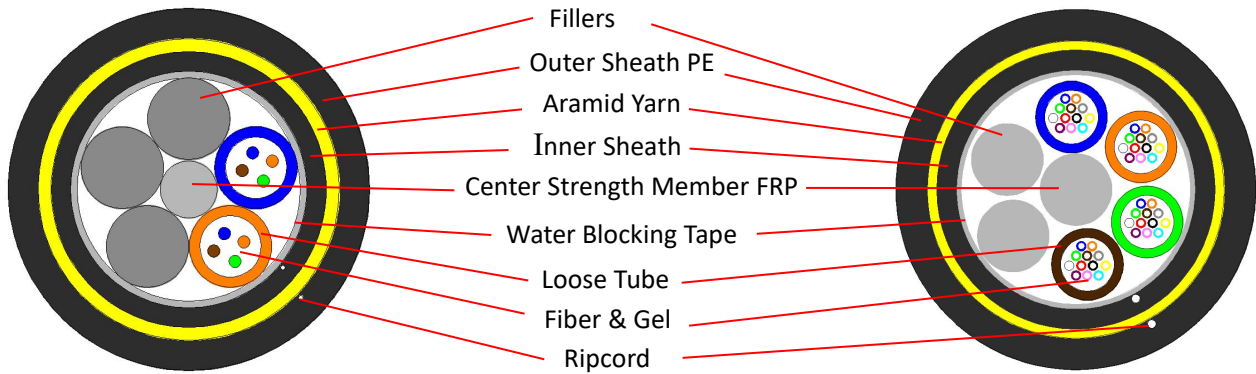 Fillers
Outer Sheath PE
Aramid Yarn
Inner Sheath
Center Strength Member FRP
Water Blocking Tape
Loose Tube
Fiber & Gel
Ripcord